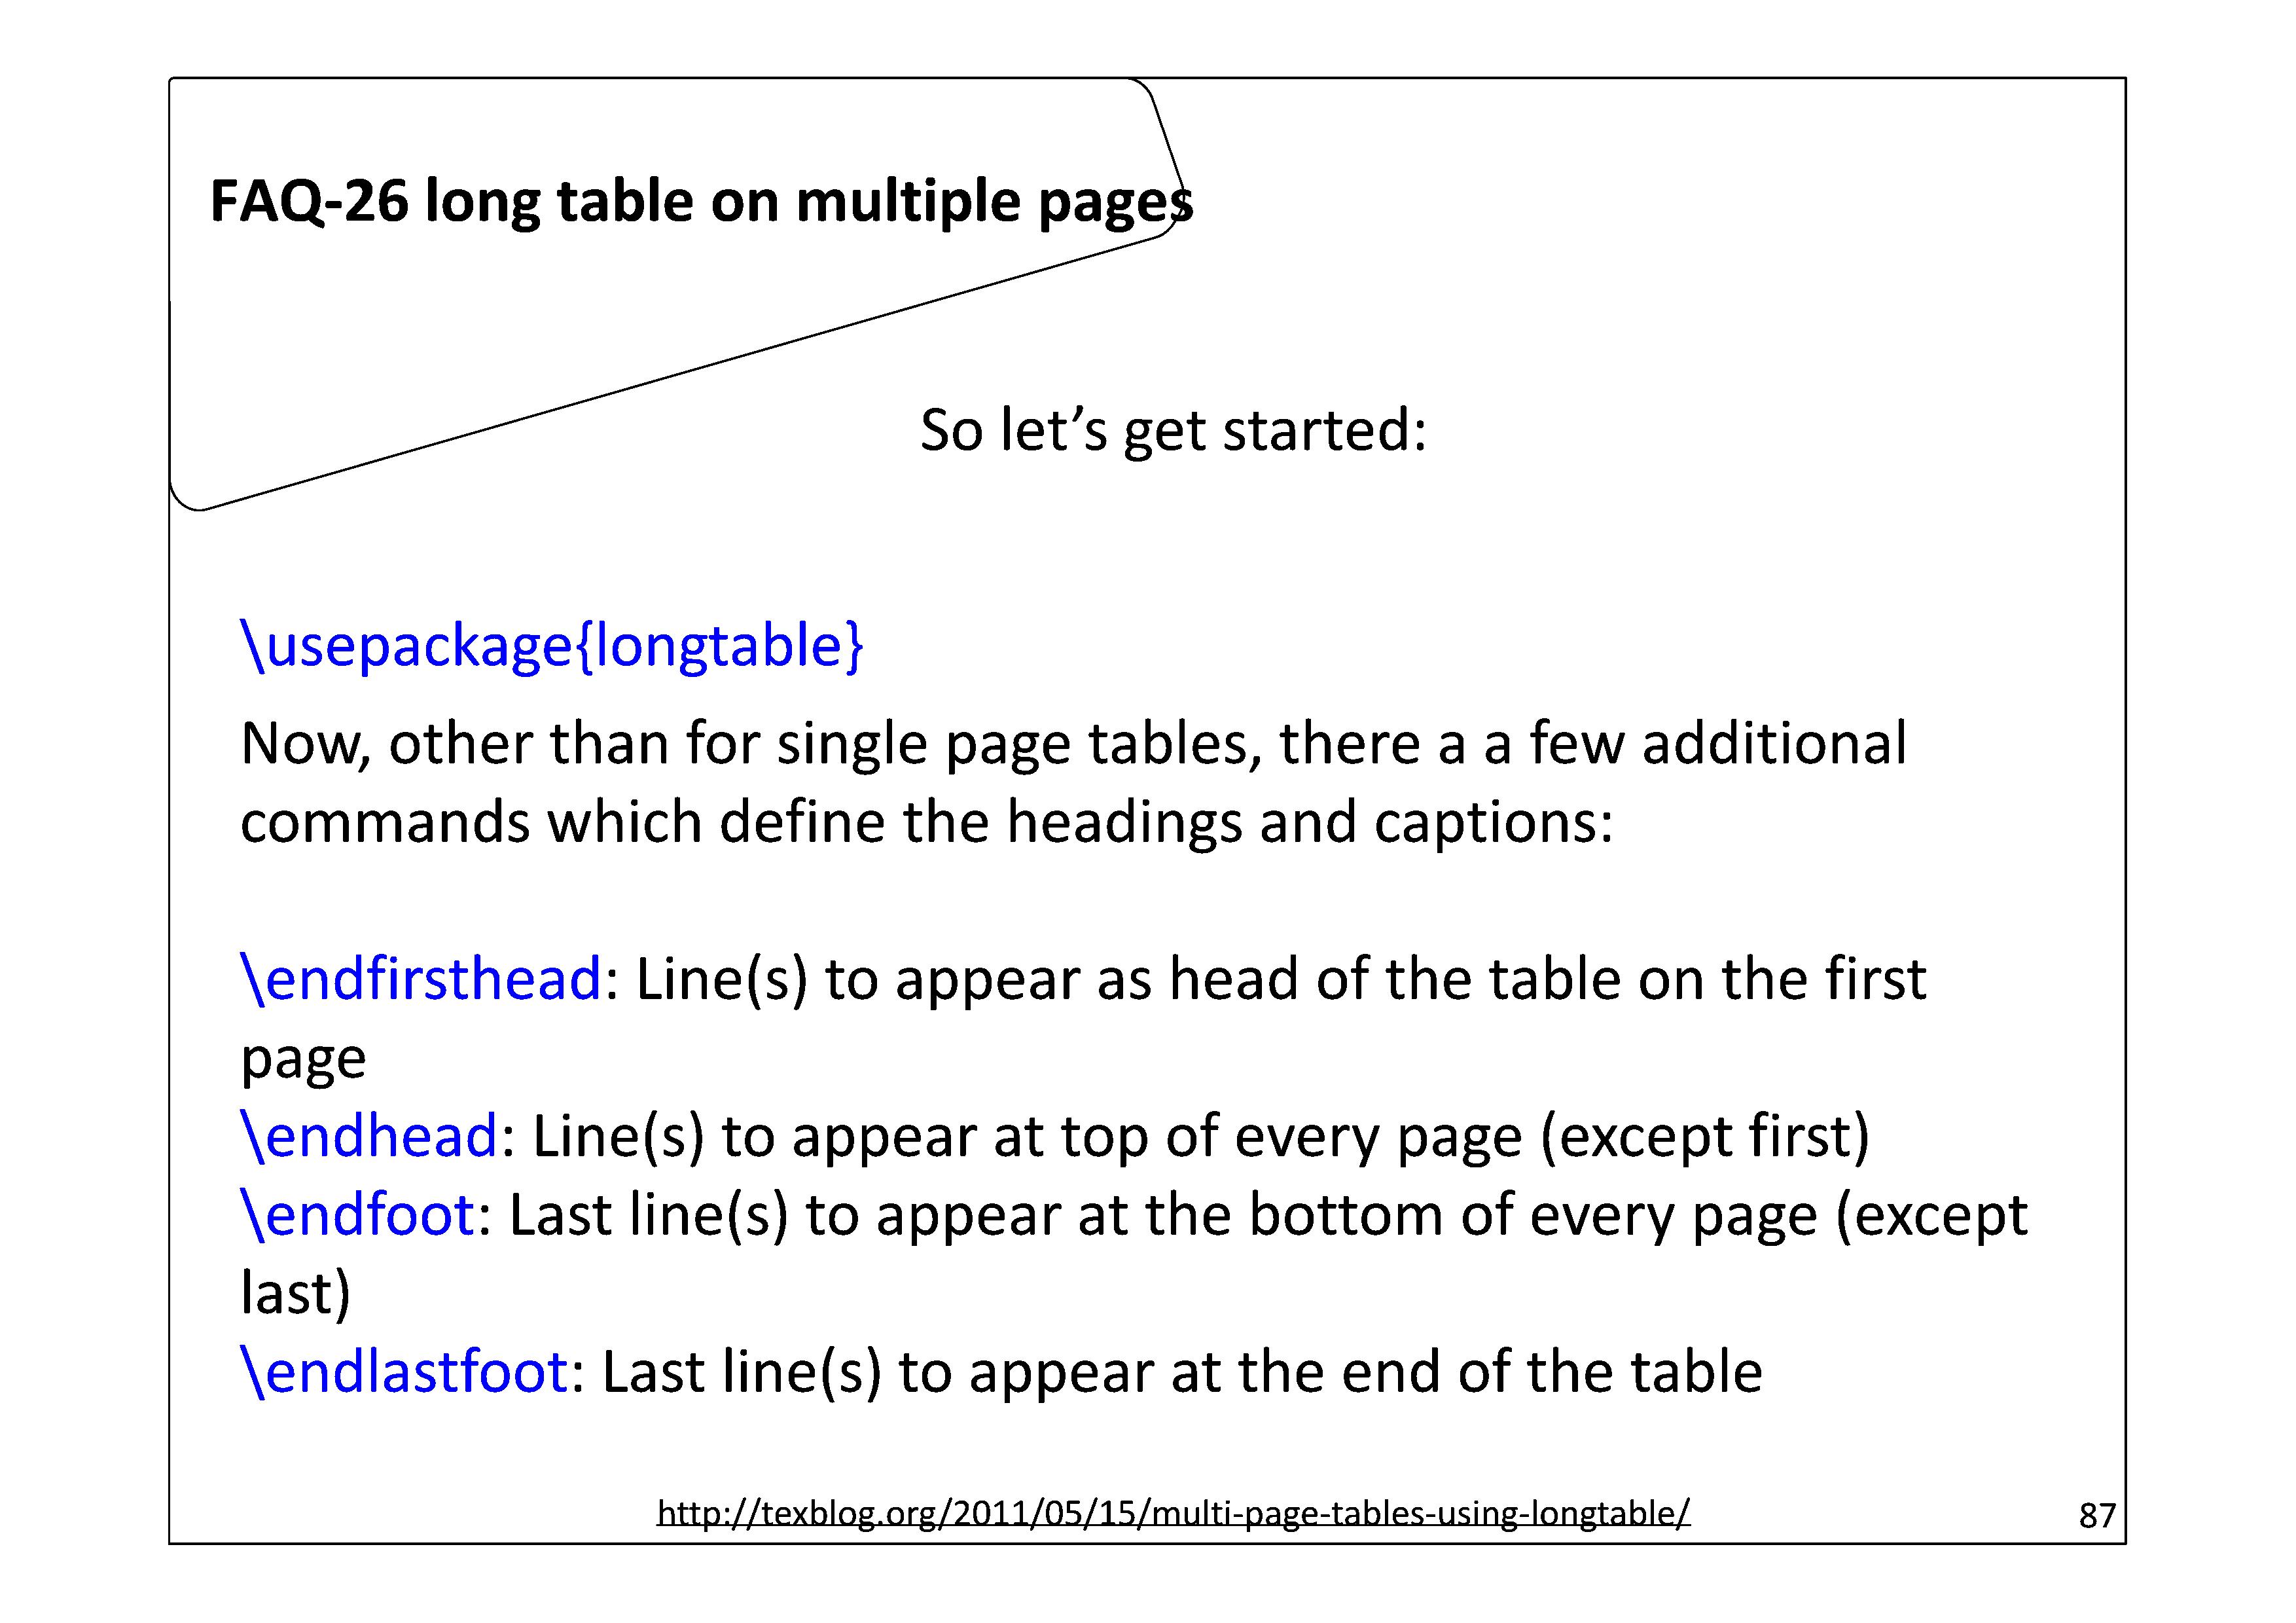 FAQ-26 long table on multiple pages
So let’s get started:
\usepackage{longtable}
Now, other than for single page tables, there a a few additional
commands which define the headings and captions:
\endfirsthead: Line(s) to appear as head of the table on the first
page
\endhead: Line(s) to appear at top of every page (except first)
\endfoot: Last line(s) to appear at the bottom of every page (except
last)
\endlastfoot: Last line(s) to appear at the end of the table
http://texblog.org/2011/05/15/multi-page-tables-using-longtable/
87